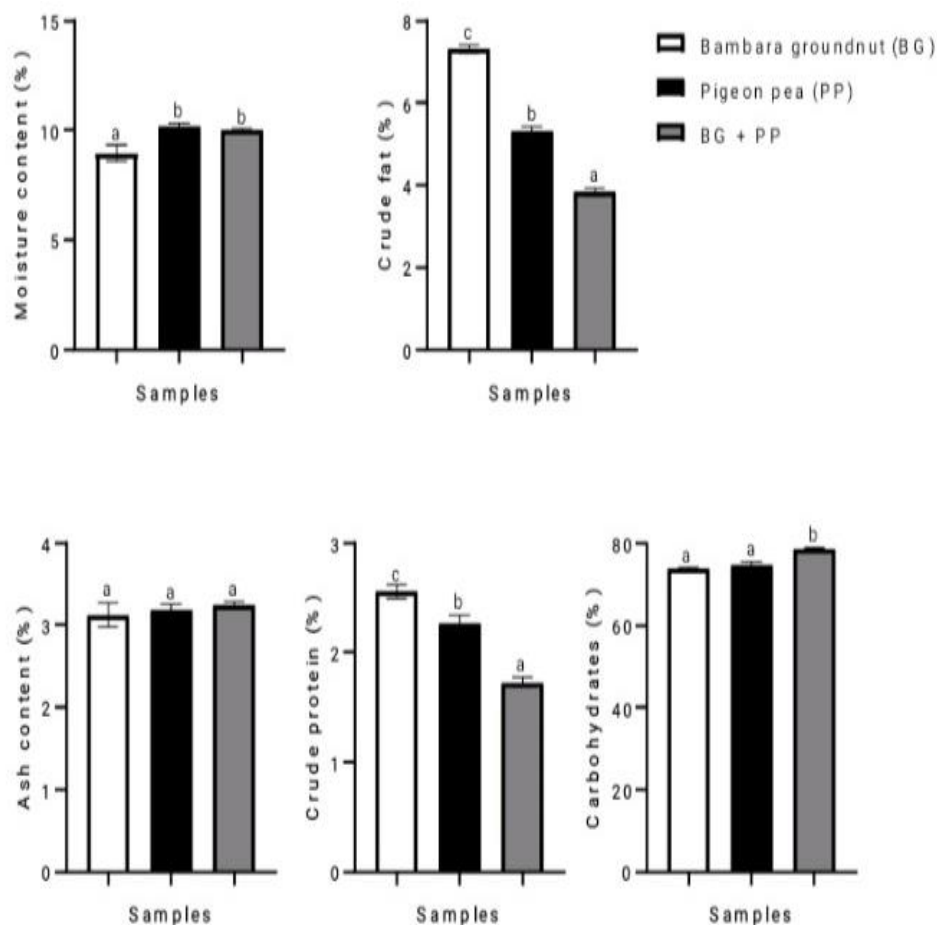 Moisture content (%)
15
10
5
0
a
b
b
Samples
Crude fat (%)
8
6
4
2
0
c
b
a
Samples
Bambara groundnut (BG)
Pigeon pea (PP)
BG + PP
Ash content (%)
4
3
2
1
0
a
a
a
Samples
Crude protein (%)
3
2
1
0
c
b
a
Samples
Carbohydrates (%)
80
60
40
20
0
a
a
b
Samples